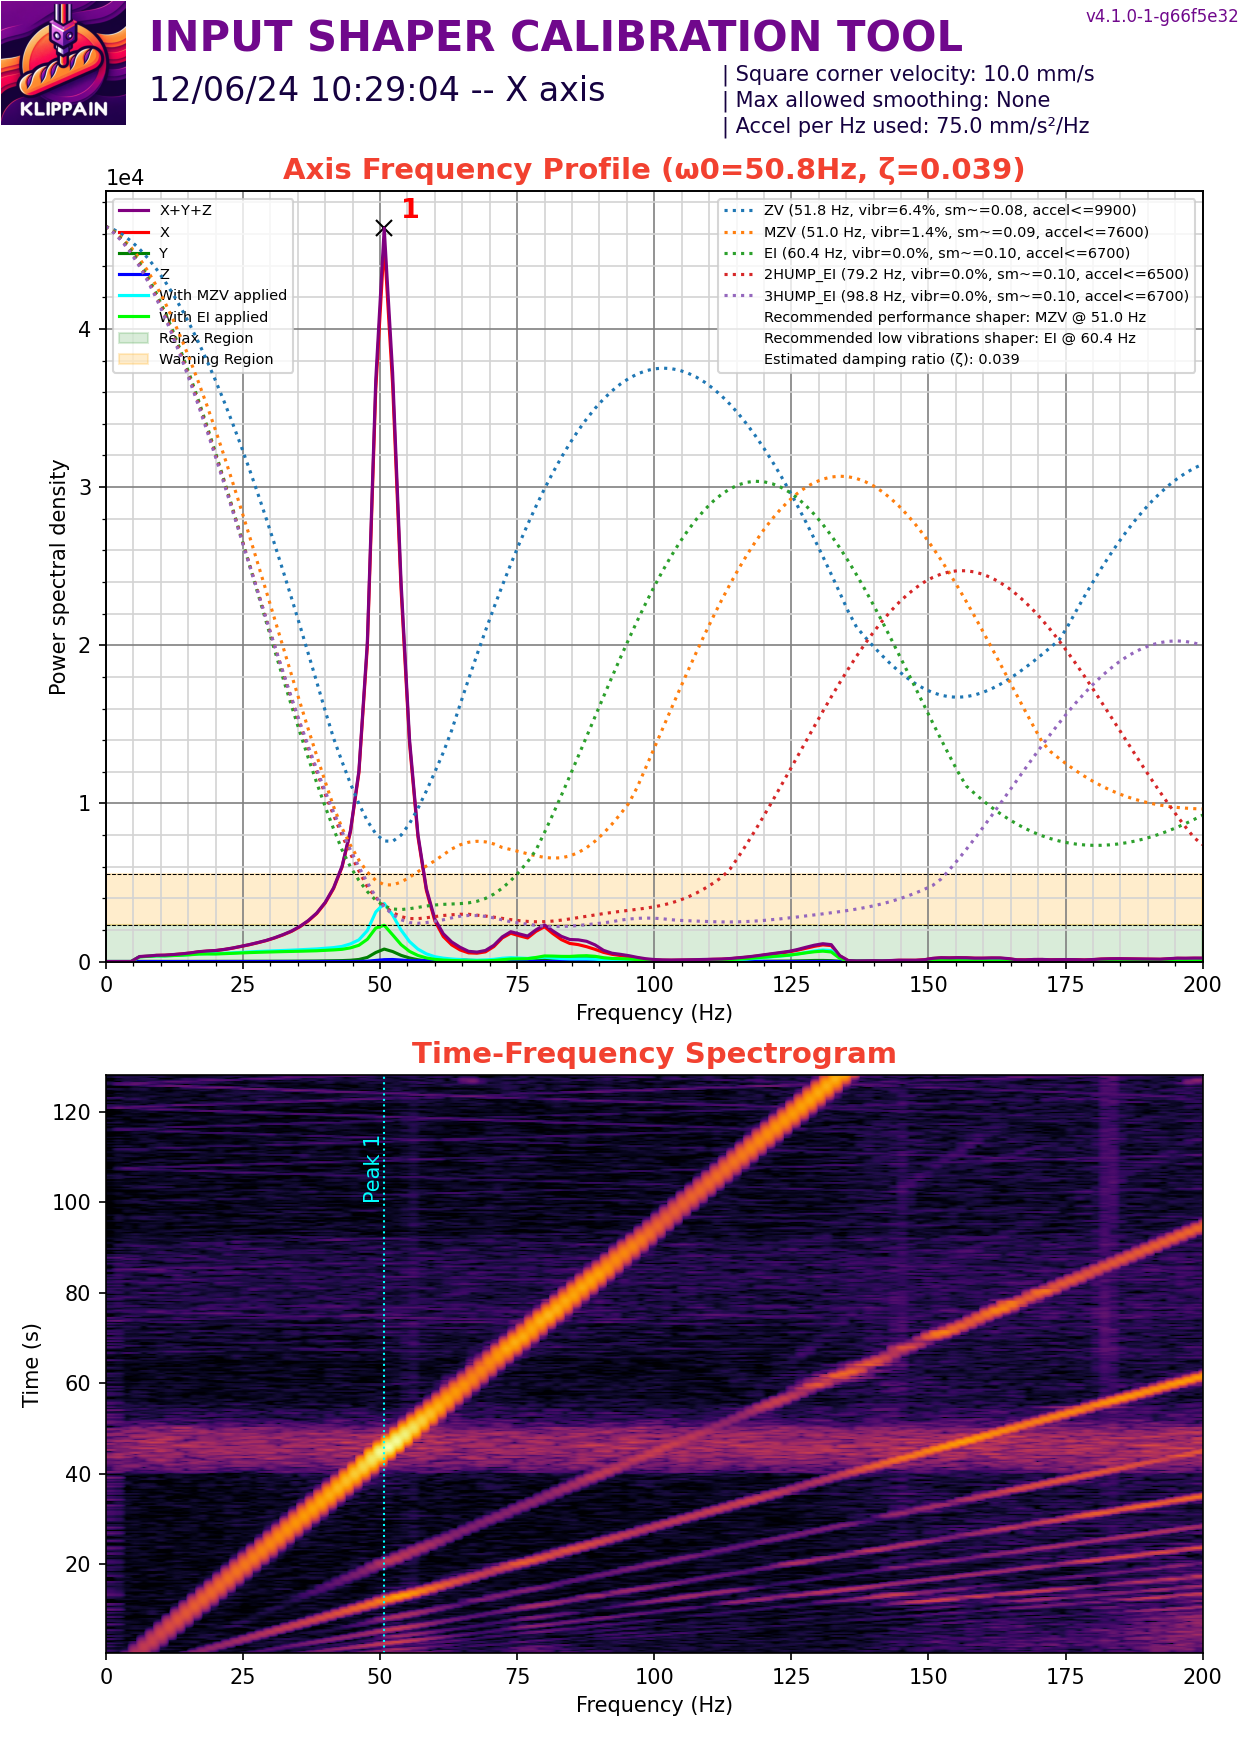 v4.1.0-1-g66f5e32
INPUT SHAPER CALIBRATION TOOL
12/06/24 10:29:04 -- X axis
| Square corner velocity: 10.0 mm/s
| Max allowed smoothing: None
| Accel per Hz used: 75.0 mm/s²/Hz
KLIPPAIN
Axis Frequency Profile (ω0=50.8Hz, ζ=0.039)
1e4
1
X+Y+Z
X
Y
Z
With MZV applied
With EI applied
Relax Region
Warning Region
ZV (51.8 Hz, vibr=6.4%, sm~=0.08, accel<=9900)
MZV (51.0 Hz, vibr=1.4%, sm~=0.09, accel<=7600)
EI (60.4 Hz, vibr=0.0%, sm~=0.10, accel<=6700)
2HUMP_EI (79.2 Hz, vibr=0.0%, sm~=0.10, accel<=6500)
3HUMP_EI (98.8 Hz, vibr=0.0%, sm~=0.10, accel<=6700)
Recommended performance shaper: MZV @ 51.0 Hz
Recommended low vibrations shaper: EI @ 60.4 Hz
Estimated damping ratio (ζ): 0.039
Power spectral density
4
3
2
1
0
0 25 50 75 100 125 150 175 200
Frequency (Hz)
Time-Frequency Spectrogram
Peak 1
Time (s)
120
100
80
60
40
20
0 25 50 75 100 125 150 175 200
Frequency (Hz)